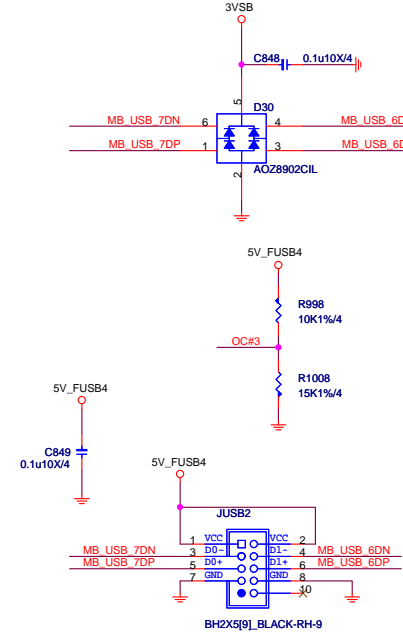 3VSB
C848 0.1u10X/4
5 D30
MB_USB_7DN 6 4 MB_USB_6D
MB_USB_7DP 1 3 MB_USB_6D
2 AOZ8902CIL
5V_FUSB4
R998
10K1%/4
OC#3
R1008
15K1%/4
5V_FUSB4
C849
0.1u10X/4
5V_FUSB4
JUSB2
1 VCC VCC 2
MB_USB_7DN 3 D0- D1- 4 MB_USB_6DN
MB_USB_7DP 5 D0+ D1+ 6 MB_USB_6DP
7 GND GND 8
10
BH2X5[9]_BLACK-RH-9